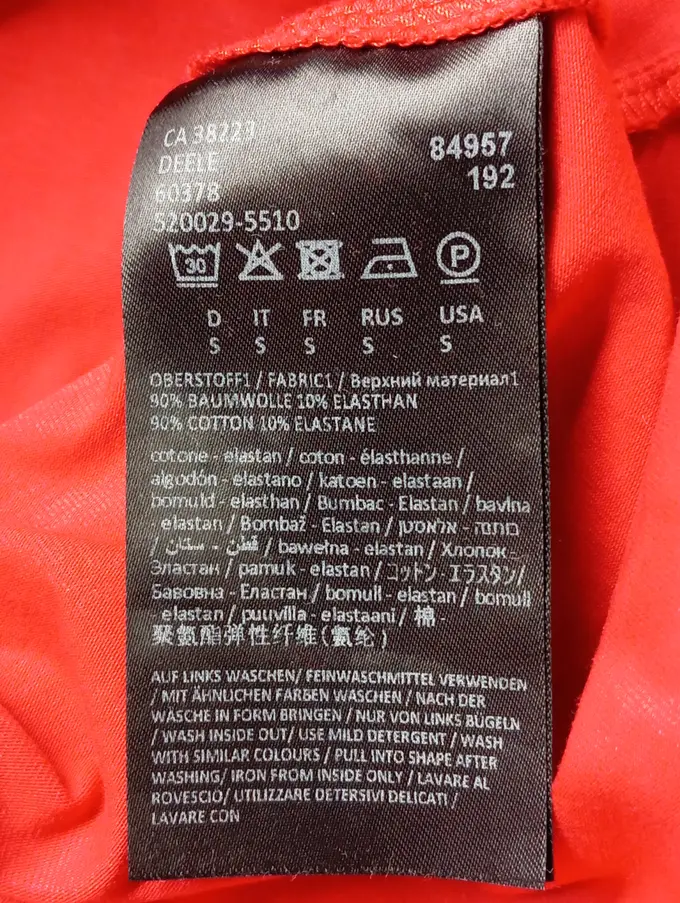 CA 38223
DEELE
60378
520029-5510
84957
192
30
P
D IT FR RUS USA
S S S S S
OBERSTOFF1 / FABRIC1 / Верхний материал1
90% BAUMWOLLE 10% ELASTHAN
90% COTTON 10% ELASTANE
cotone - elastan / coton - élasthanne /
algodón - elastano / katoen - elastaan /
bomuld - elasthan / Bumbac - Elastan / bavlna
- elastan / Bombaž - Elastan / כותנה - אלאסטן
/ قطن - ستان / bawełna - elastan / Хлопок -
Эластан / pamuk - elastan / コットン - エラスタン/
Бавовна - Еластан / bomull - elastan / bomull
- elastan / puuvilla - elastaani / 棉 -
聚氨酯弹性纤维(氨纶)
AUF LINKS WASCHEN/ FEINWASCHMITTEL VERWENDEN
/ MIT ÄHNLICHEN FARBEN WASCHEN / NACH DER
WÄSCHE IN FORM BRINGEN / NUR VON LINKS BÜGELN
/ WASH INSIDE OUT/ USE MILD DETERGENT / WASH
WITH SIMILAR COLOURS / PULL INTO SHAPE AFTER
WASHING/ IRON FROM INSIDE ONLY / LAVARE AL
ROVESCIO/ UTILIZZARE DETERSIVI DELICATI /
LAVARE CON